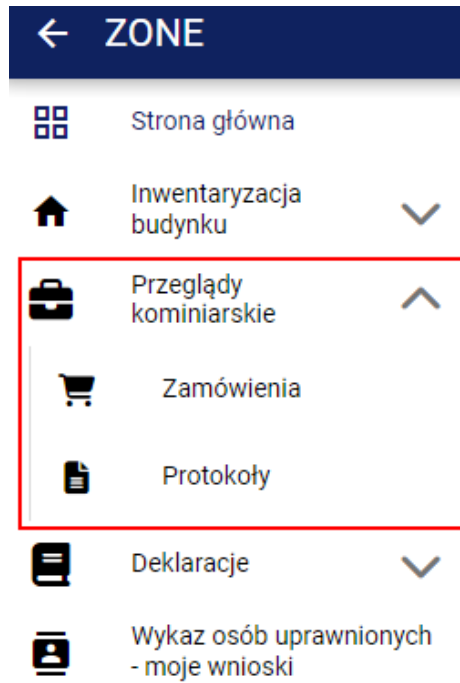 ZONE
Strona główna
Inwentaryzacja
budynku
Przeglądy
kominiarskie
Zamówienia
Protokoły
Deklaracje
Wykaz osób uprawnionych
- moje wnioski